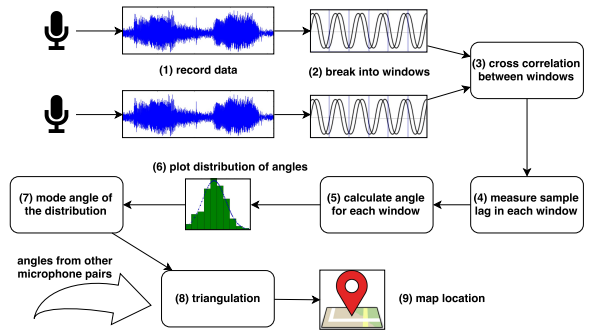 (1) record data
(2) break into windows
(3) cross correlation
between windows
(4) measure sample
lag in each window
(5) calculate angle
for each window
(6) plot distribution of angles
(7) mode angle of
the distribution
angles from other
microphone pairs
(8) triangulation
(9) map location